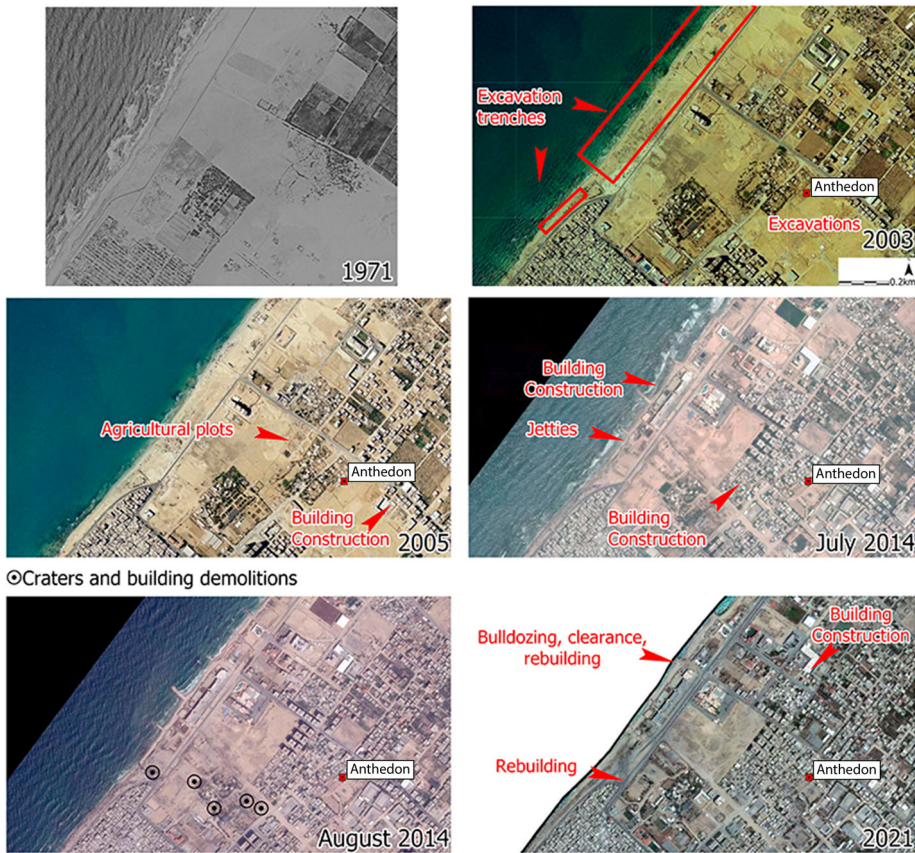 1971
Excavation
trenches
Anthedon
Excavations
2003
0.2km
Agricultural plots
Anthedon
Building
Construction
2005
Building
Construction
Jetties
Anthedon
Building
Construction
July 2014
Craters and building demolitions
Anthedon
August 2014
Building
Construction
Bulldozing, clearance,
rebuilding
Rebuilding
Anthedon
2021